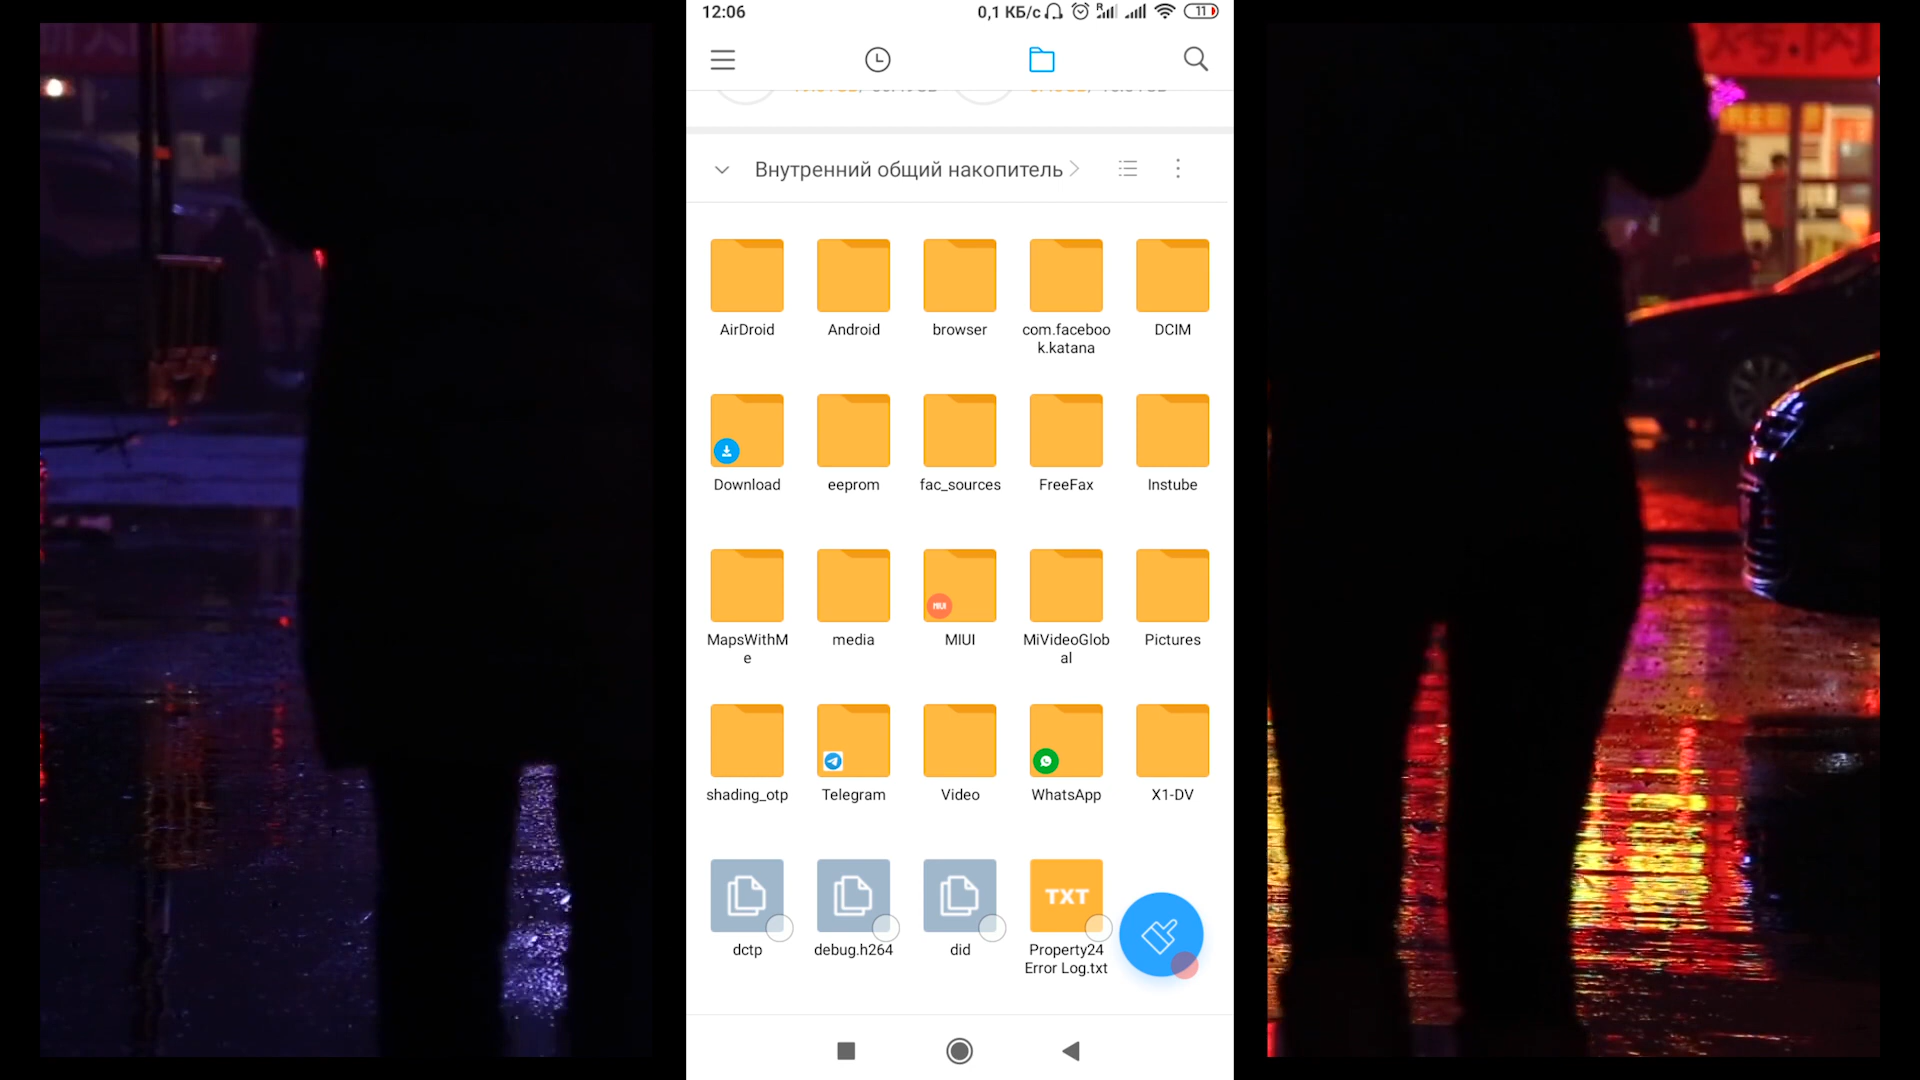 12:06
0,1 КБ/с
R
11
Внутренний общий накопитель
AirDroid
Android
browser
com.faceboo
k.katana
DCIM
Download
eeprom
fac_sources
FreeFax
Instube
MapsWithM
e
media
MIUI
MIUI
MiVideoGlob
al
Pictures
shading_otp
Telegram
Video
WhatsApp
X1-DV
TXT
dctp
debug.h264
did
Property24
Error Log.txt